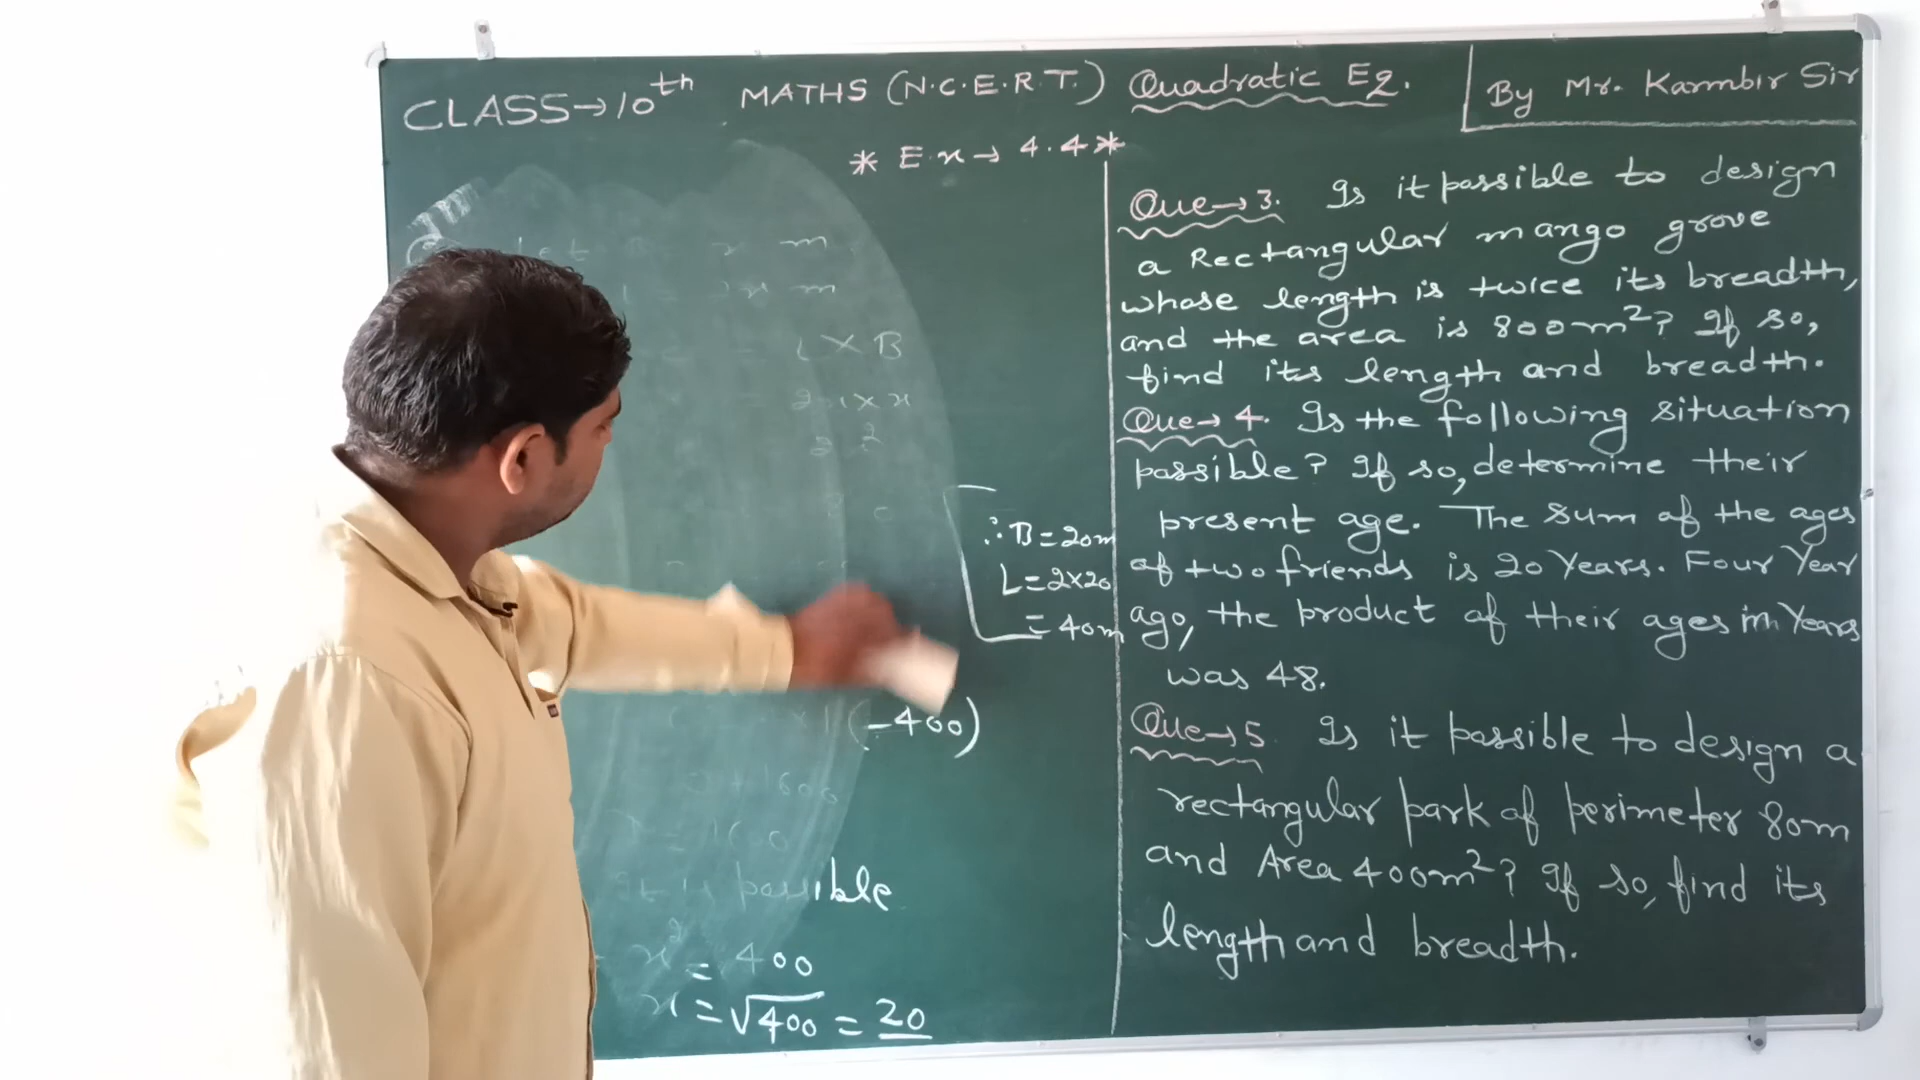 CLASS→10th MATHS (N.C.E.R.T.) Quadratic Eq.
By Mr. Karmbir Sir
* E.x→ 4.4 *
x m
m
= L X B
2x X x
2
∴ B = 20m
L = 2×20
= 40m
(-400)
+ 1600
It is possible
x² = 400
x = √400 = 20
Que→3. Is it possible to design
a Rectangular mango grove
whose length is twice its breadth,
and the area is 800m²? If so,
find its length and breadth.
Que→4. Is the following situation
possible? If so, determine their
present age. The sum of the ages
of two friends is 20 Years. Four Year
ago, the product of their ages in Years
was 48.
Que→5. Is it possible to design a
rectangular park of perimeter 80m
and Area 400m²? If so, find its
length and breadth.